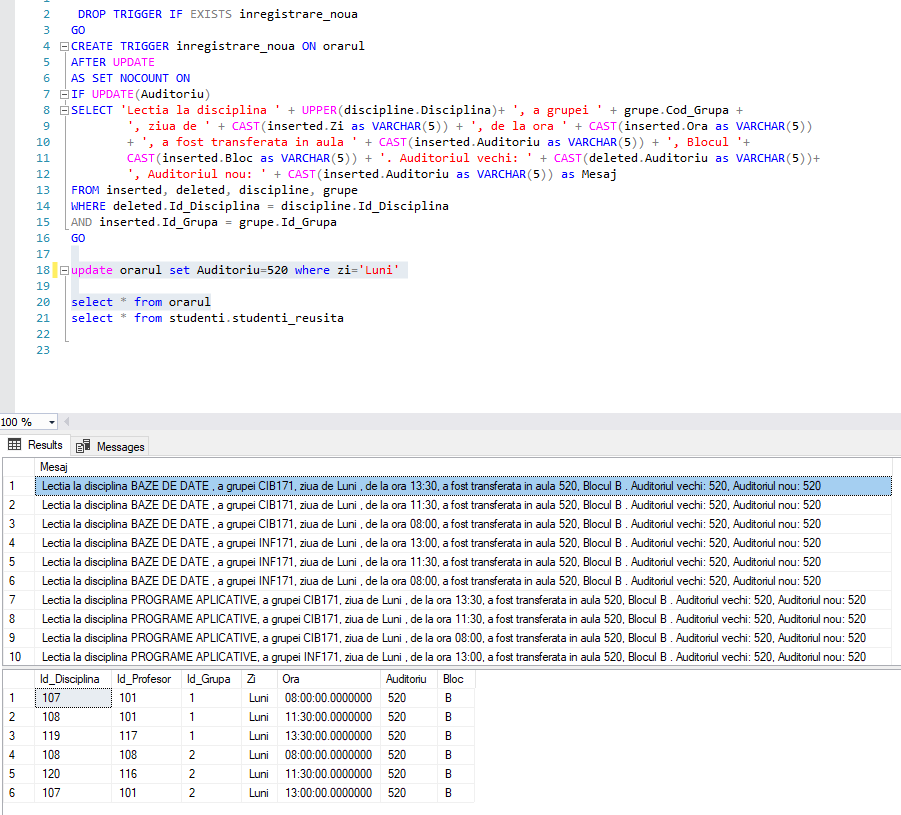 2 DROP TRIGGER IF EXISTS inregistrare_noua
3 GO
4 CREATE TRIGGER inregistrare_noua ON orarul
5 AFTER UPDATE
6 AS SET NOCOUNT ON
7 IF UPDATE(Auditoriu)
8 SELECT 'Lectia la disciplina ' + UPPER(discipline.Disciplina)+ ', a grupei ' + grupe.Cod_Grupa +
9 ', ziua de ' + CAST(inserted.Zi as VARCHAR(5)) + ', de la ora ' + CAST(inserted.Ora as VARCHAR(5))
10 + ', a fost transferata in aula ' + CAST(inserted.Auditoriu as VARCHAR(5)) + ', Blocul '+
11 CAST(inserted.Bloc as VARCHAR(5)) + '. Auditoriul vechi: ' + CAST(deleted.Auditoriu as VARCHAR(5))+
12 ', Auditoriul nou: ' + CAST(inserted.Auditoriu as VARCHAR(5)) as Mesaj
13 FROM inserted, deleted, discipline, grupe
14 WHERE deleted.Id_Disciplina = discipline.Id_Disciplina
15 AND inserted.Id_Grupa = grupe.Id_Grupa
16 GO
17
18 update orarul set Auditoriu=520 where zi='Luni'
19
20 select * from orarul
21 select * from studenti.studenti_reusita
22
23
100 %
Results Messages
Mesaj
1 Lectia la disciplina BAZE DE DATE , a grupei CIB171, ziua de Luni , de la ora 13:30, a fost transferata in aula 520, Blocul B . Auditoriul vechi: 520, Auditoriul nou: 520
2 Lectia la disciplina BAZE DE DATE , a grupei CIB171, ziua de Luni , de la ora 11:30, a fost transferata in aula 520, Blocul B . Auditoriul vechi: 520, Auditoriul nou: 520
3 Lectia la disciplina BAZE DE DATE , a grupei CIB171, ziua de Luni , de la ora 08:00, a fost transferata in aula 520, Blocul B . Auditoriul vechi: 520, Auditoriul nou: 520
4 Lectia la disciplina BAZE DE DATE , a grupei INF171, ziua de Luni , de la ora 13:00, a fost transferata in aula 520, Blocul B . Auditoriul vechi: 520, Auditoriul nou: 520
5 Lectia la disciplina BAZE DE DATE , a grupei INF171, ziua de Luni , de la ora 11:30, a fost transferata in aula 520, Blocul B . Auditoriul vechi: 520, Auditoriul nou: 520
6 Lectia la disciplina BAZE DE DATE , a grupei INF171, ziua de Luni , de la ora 08:00, a fost transferata in aula 520, Blocul B . Auditoriul vechi: 520, Auditoriul nou: 520
7 Lectia la disciplina PROGRAME APLICATIVE, a grupei CIB171, ziua de Luni , de la ora 13:30, a fost transferata in aula 520, Blocul B . Auditoriul vechi: 520, Auditoriul nou: 520
8 Lectia la disciplina PROGRAME APLICATIVE, a grupei CIB171, ziua de Luni , de la ora 11:30, a fost transferata in aula 520, Blocul B . Auditoriul vechi: 520, Auditoriul nou: 520
9 Lectia la disciplina PROGRAME APLICATIVE, a grupei CIB171, ziua de Luni , de la ora 08:00, a fost transferata in aula 520, Blocul B . Auditoriul vechi: 520, Auditoriul nou: 520
10 Lectia la disciplina PROGRAME APLICATIVE, a grupei INF171, ziua de Luni , de la ora 13:00, a fost transferata in aula 520, Blocul B . Auditoriul vechi: 520, Auditoriul nou: 520
Id_Disciplina Id_Profesor Id_Grupa Zi Ora Auditoriu Bloc
1 107 101 1 Luni 08:00:00.0000000 520 B
2 108 101 1 Luni 11:30:00.0000000 520 B
3 119 117 1 Luni 13:30:00.0000000 520 B
4 108 108 2 Luni 08:00:00.0000000 520 B
5 120 116 2 Luni 11:30:00.0000000 520 B
6 107 101 2 Luni 13:00:00.0000000 520 B